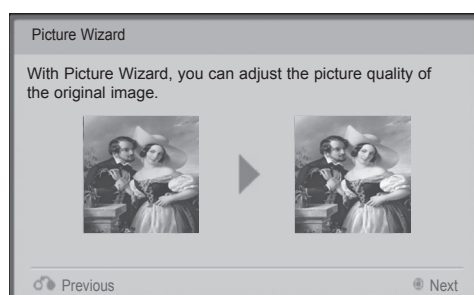 Picture Wizard
With Picture Wizard, you can adjust the picture quality of
the original image.
Previous
Next